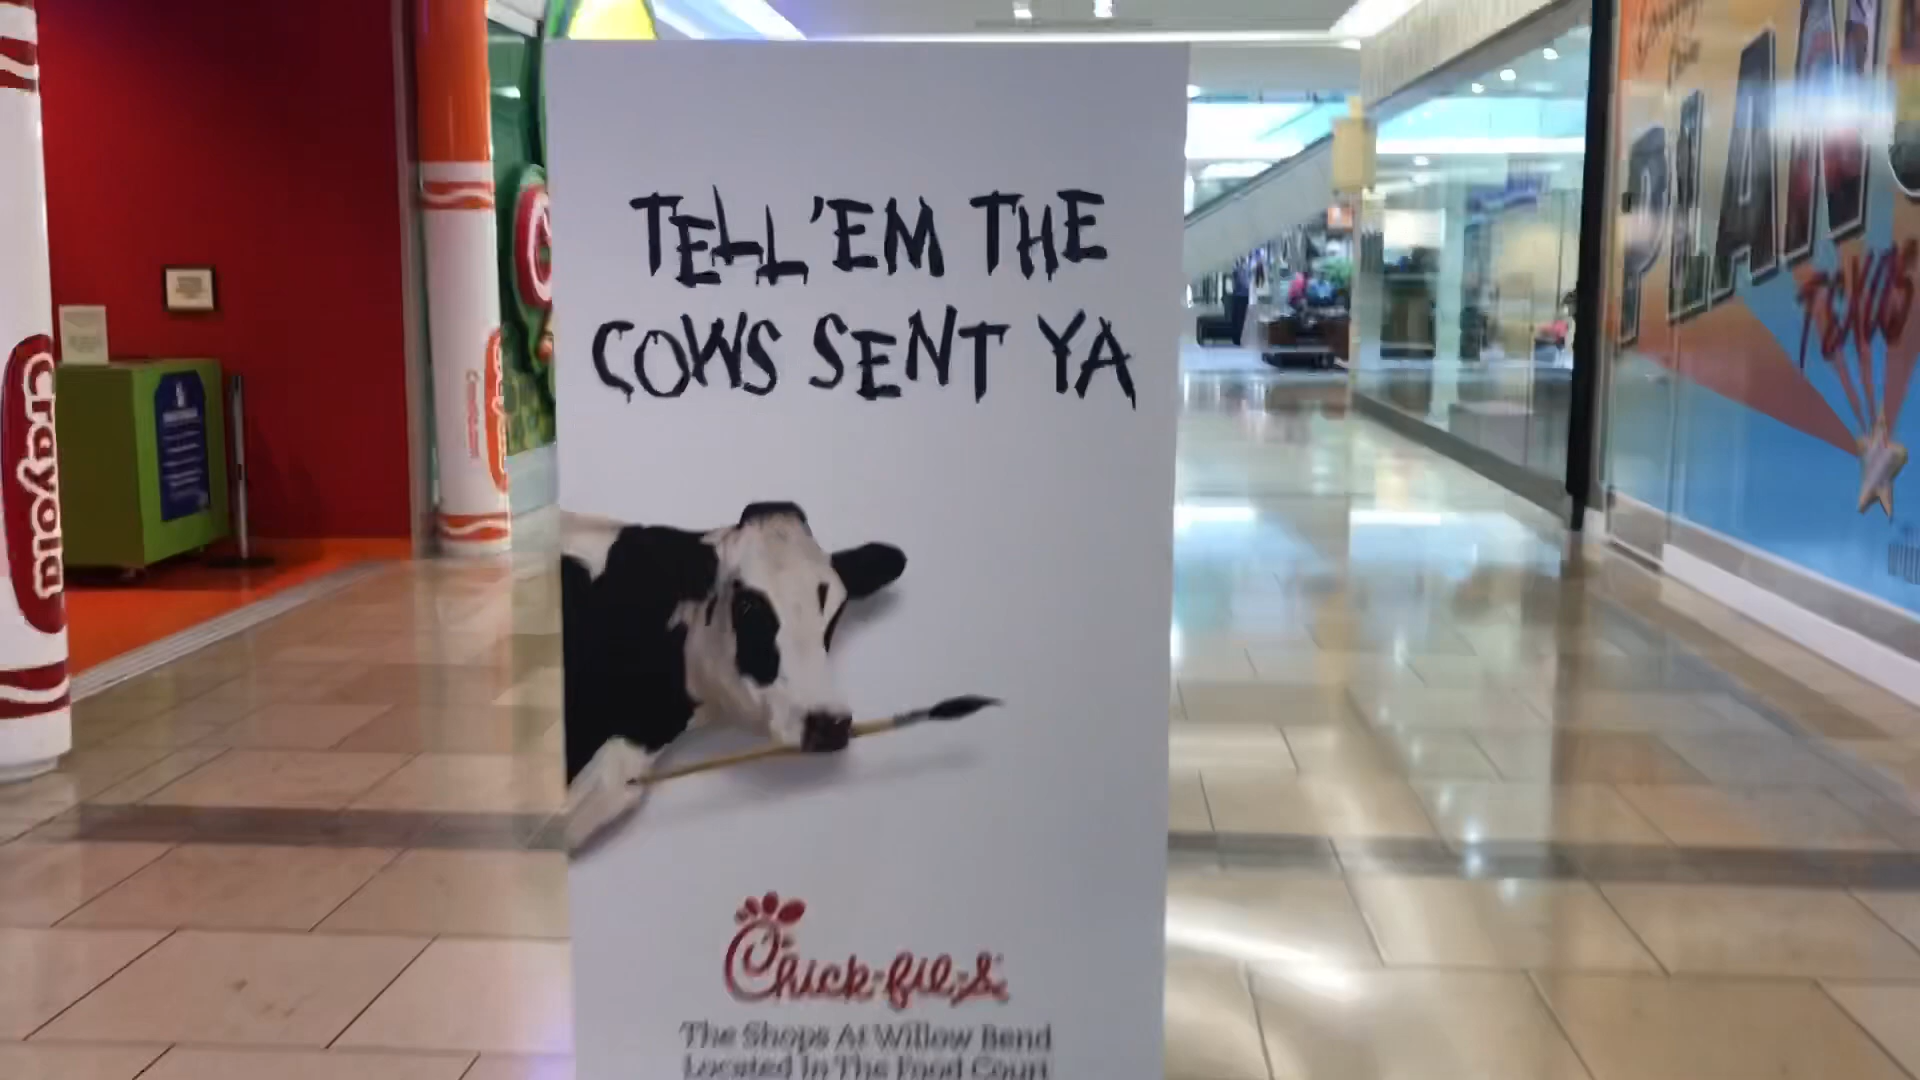 TELL 'EM THE
COWS SENT YA
Chick-fil-A
The Shops At Willow Bend
Located In The Food Court
Crayola
PLANO
TEXAS